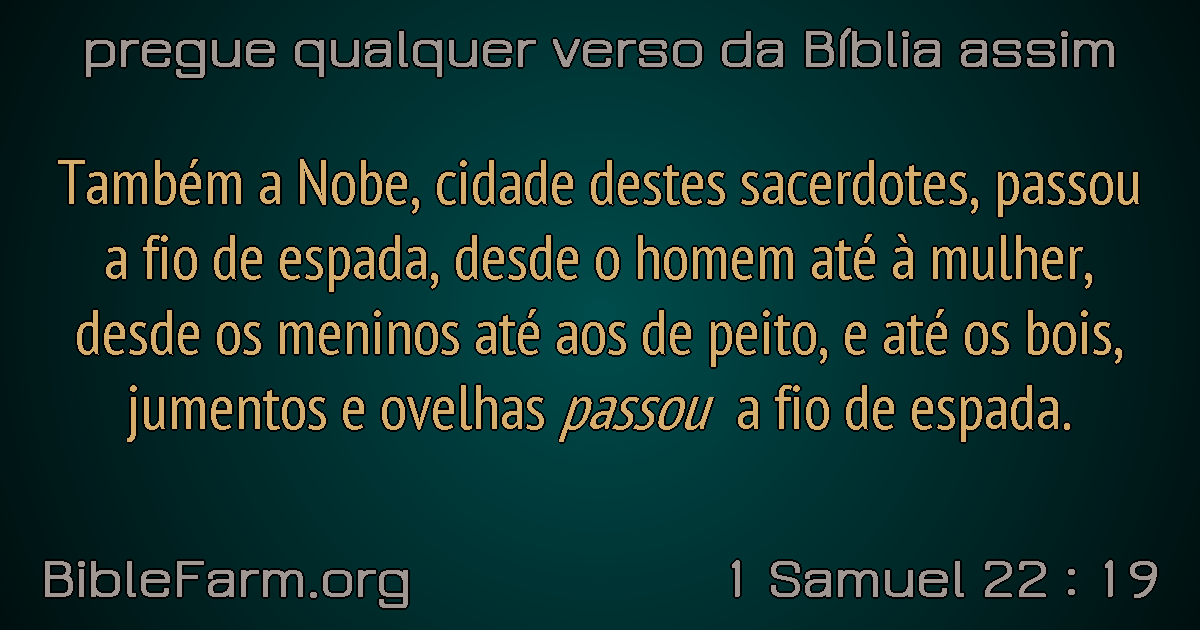 pregue qualquer verso da Bíblia assim
Também a Nobe, cidade destes sacerdotes, passou
a fio de espada, desde o homem até à mulher,
desde os meninos até aos de peito, e até os bois,
jumentos e ovelhas passou a fio de espada.
BibleFarm.org
1 Samuel 22 : 19